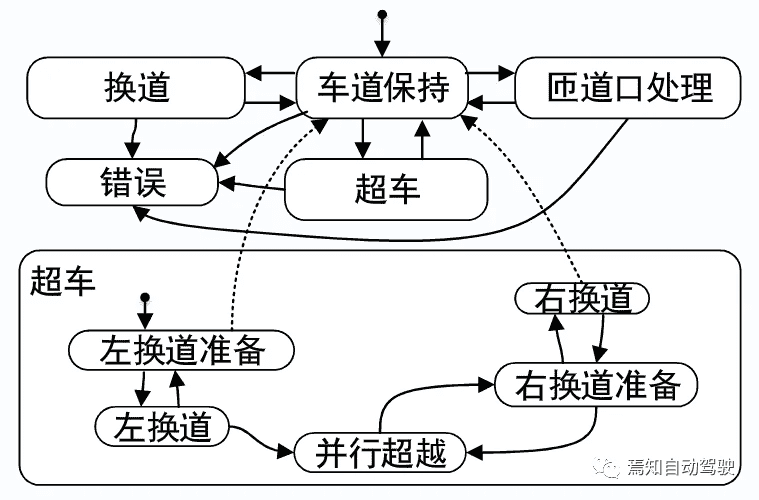 换道
车道保持
匝道口处理
错误
超车
超车
右换道
左换道准备
右换道准备
左换道
并行超越
焉知自动驾驶